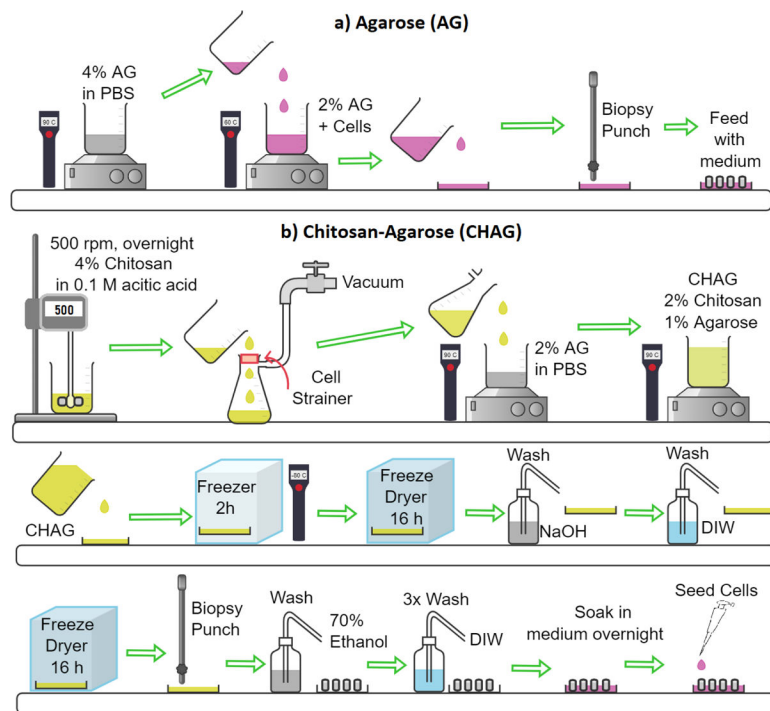 a) Agarose (AG)
4% AG
in PBS
90 C
60 C
2% AG
+ Cells
Biopsy
Punch
Feed
with
medium
b) Chitosan-Agarose (CHAG)
500 rpm, overnight
4% Chitosan
in 0.1 M acitic acid
500
Vacuum
Cell
Strainer
90 C
2% AG
in PBS
CHAG
2% Chitosan
1% Agarose
90 C
CHAG
Freezer
2h
-80 C
Freeze
Dryer
16 h
Wash
NaOH
Wash
DIW
Freeze
Dryer
16 h
Biopsy
Punch
Wash
70%
Ethanol
3x Wash
DIW
Soak in
medium overnight
Seed Cells